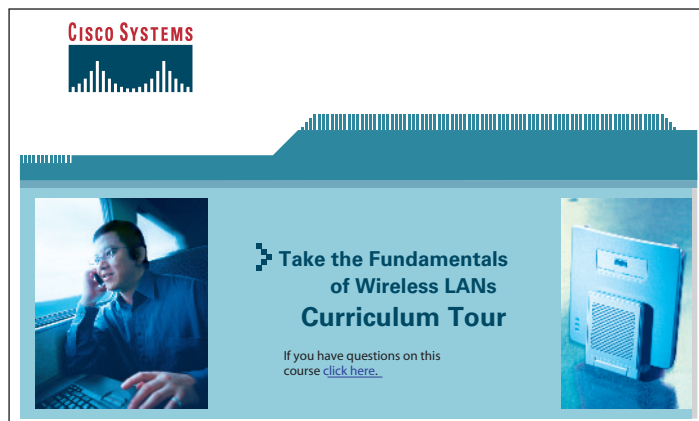 CISCO SYSTEMS
Take the Fundamentals
of Wireless LANs
Curriculum Tour
If you have questions on this
course click here.